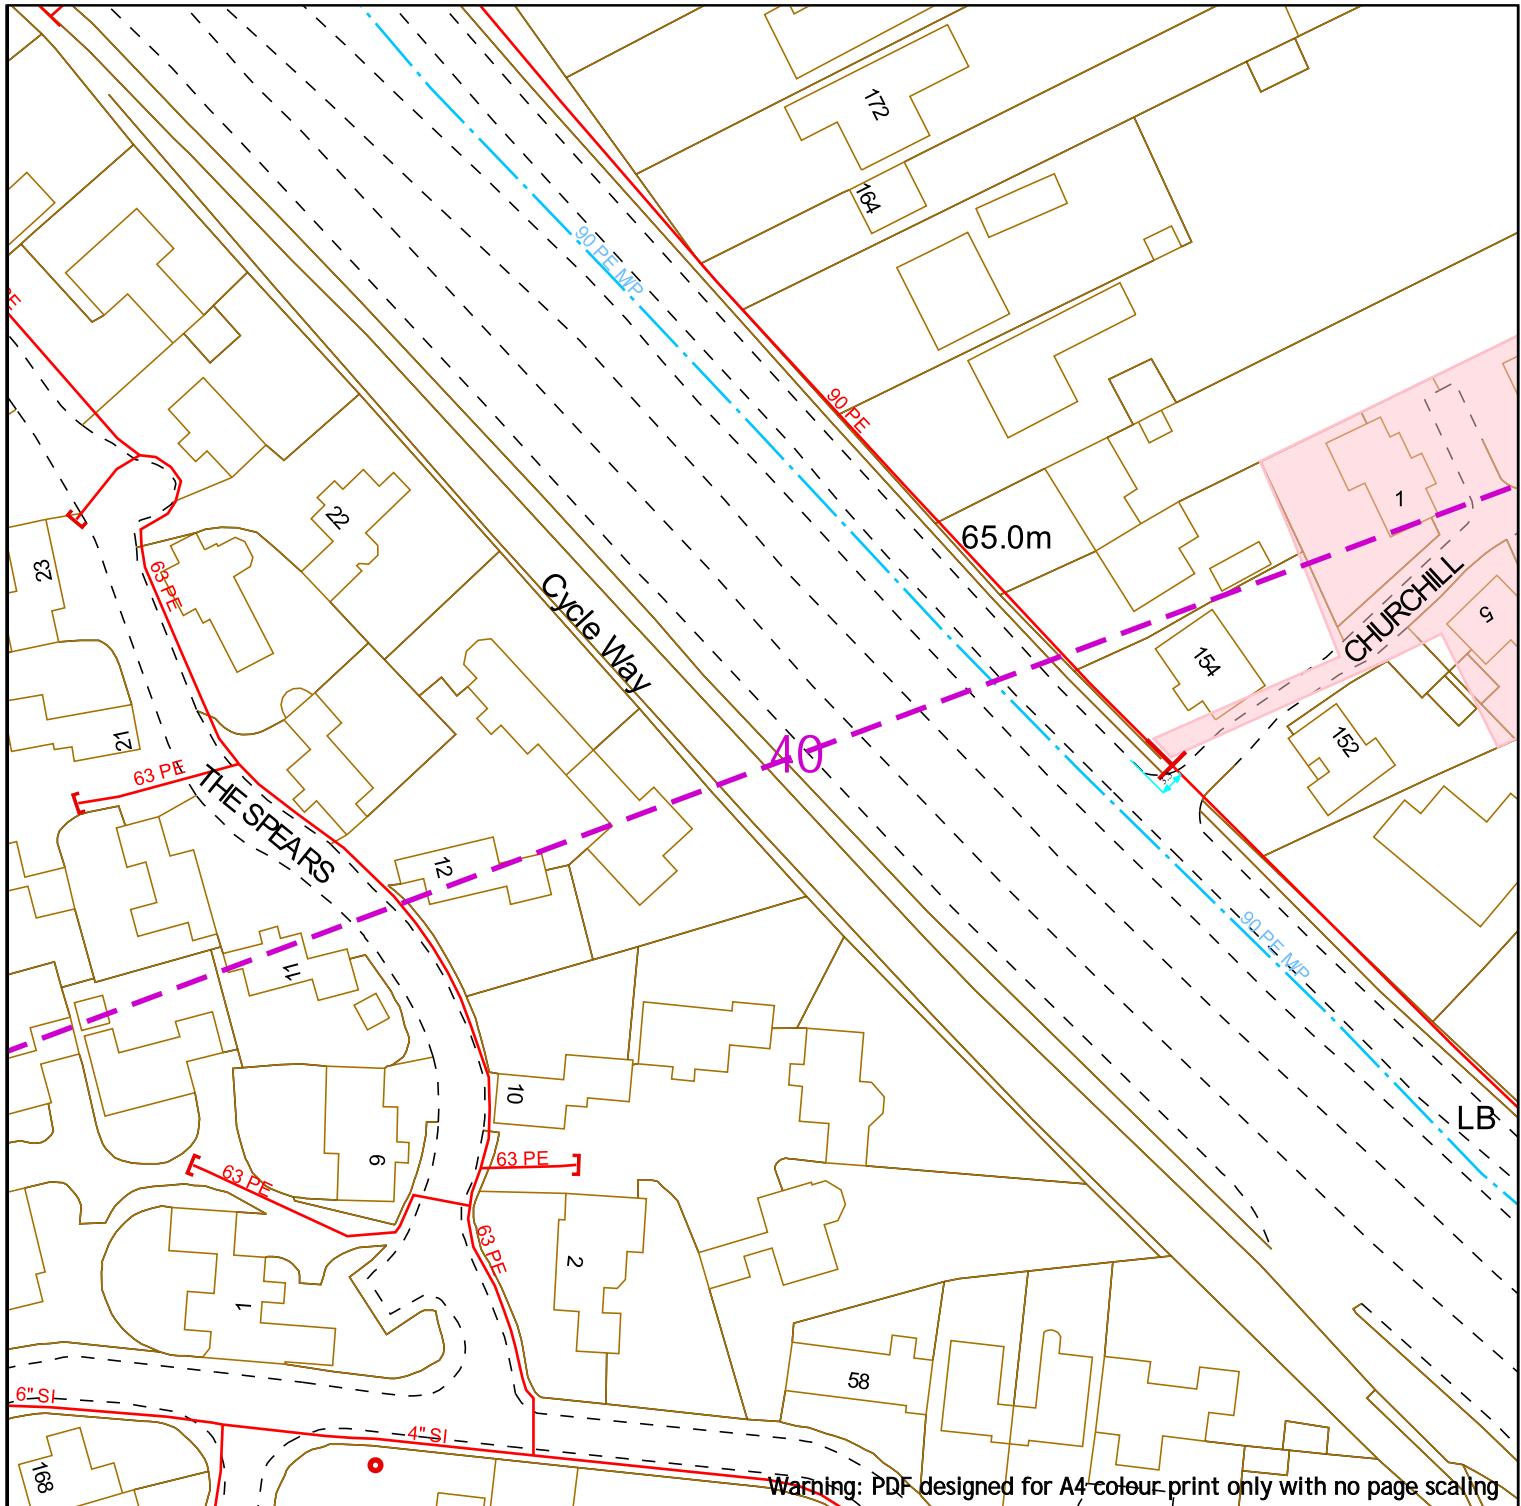 172
164
90 PE MP
90 PE
22
23
63 PE
65.0m
1
CHURCHILL
5
Cycle Way
154
152
21
63 PE
THE SPEARS
40
12
11
90 PE MP
10
LB
6
63 PE
63 PE
63 PE
2
1
58
6" SI
4" SI
168
Warning: PDF designed for A4 colour print only with no page scaling